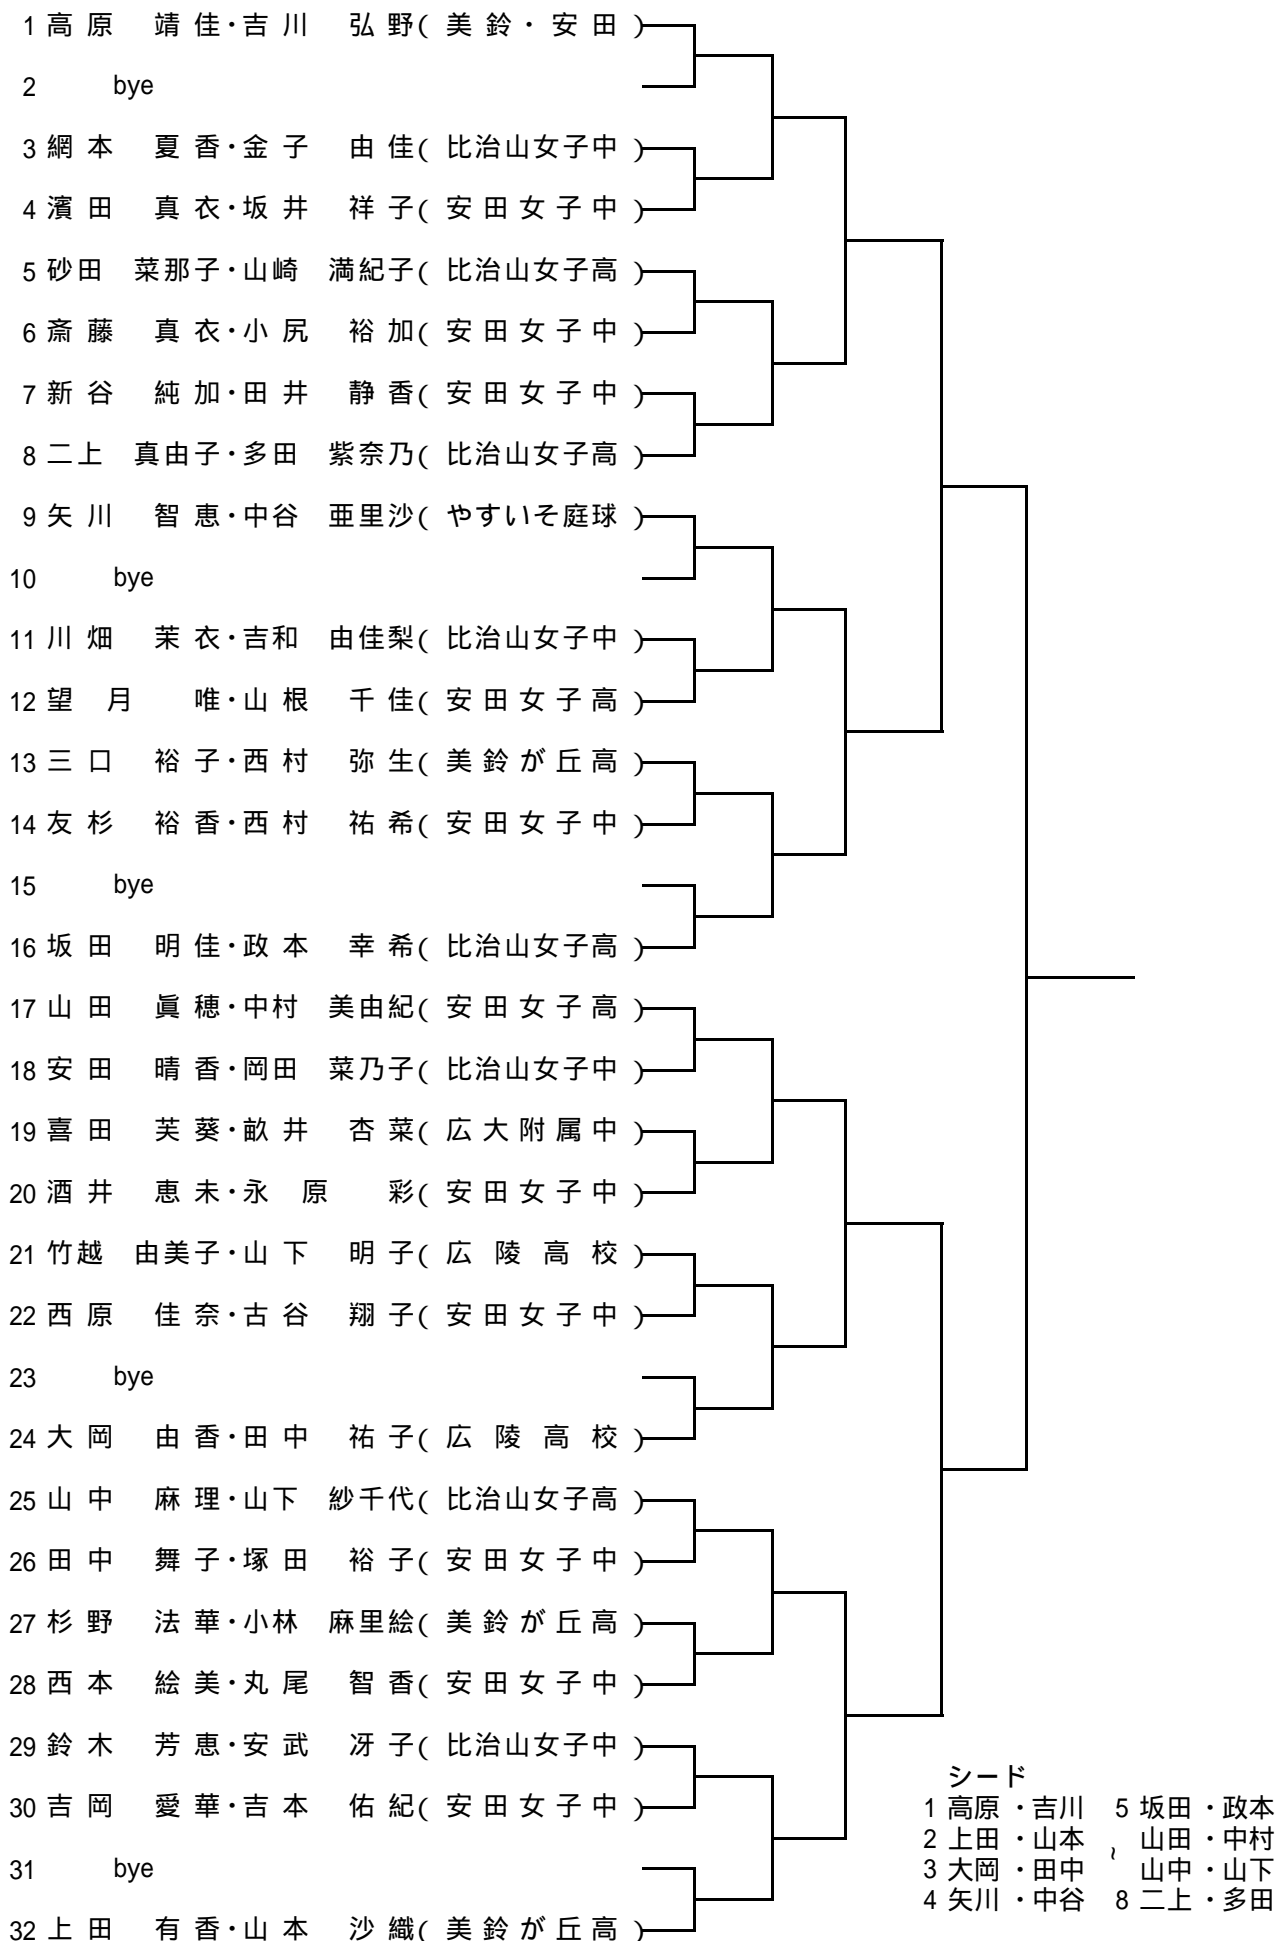 1 高原 靖佳・吉川 弘野( 美鈴・安田 )
2 bye
3 網本 夏香・金子 由佳( 比治山女子中 )
4 濱田 真衣・坂井 祥子( 安田女子中 )
5 砂田 菜那子・山崎 満紀子( 比治山女子高 )
6 斎藤 真衣・小尻 裕加( 安田女子中 )
7 新谷 純加・田井 静香( 安田女子中 )
8 二上 真由子・多田 紫奈乃( 比治山女子高 )
9 矢川 智恵・中谷 亜里沙( やすいそ庭球 )
10 bye
11 川畑 茉衣・吉和 由佳梨( 比治山女子中 )
12 望月 唯・山根 千佳( 安田女子高 )
13 三口 裕子・西村 弥生( 美鈴が丘高 )
14 友杉 裕香・西村 祐希( 安田女子中 )
15 bye
16 坂田 明佳・政本 幸希( 比治山女子高 )
17 山田 眞穂・中村 美由紀( 安田女子高 )
18 安田 晴香・岡田 菜乃子( 比治山女子中 )
19 喜田 芙葵・畝井 杏菜( 広大附属中 )
20 酒井 恵未・永原 彩( 安田女子中 )
21 竹越 由美子・山下 明子( 広陵高校 )
22 西原 佳奈・古谷 翔子( 安田女子中 )
23 bye
24 大岡 由香・田中 祐子( 広陵高校 )
25 山中 麻理・山下 紗千代( 比治山女子高 )
26 田中 舞子・塚田 裕子( 安田女子中 )
27 杉野 法華・小林 麻里絵( 美鈴が丘高 )
28 西本 絵美・丸尾 智香( 安田女子中 )
29 鈴木 芳恵・安武 冴子( 比治山女子中 )
30 吉岡 愛華・吉本 佑紀( 安田女子中 )
31 bye
32 上田 有香・山本 沙織( 美鈴が丘高 )
シード
1 高原 ・吉川 5 坂田 ・政本
2 上田 ・山本 ~ 山田 ・中村
3 大岡 ・田中 山中 ・山下
4 矢川 ・中谷 8 二上 ・多田